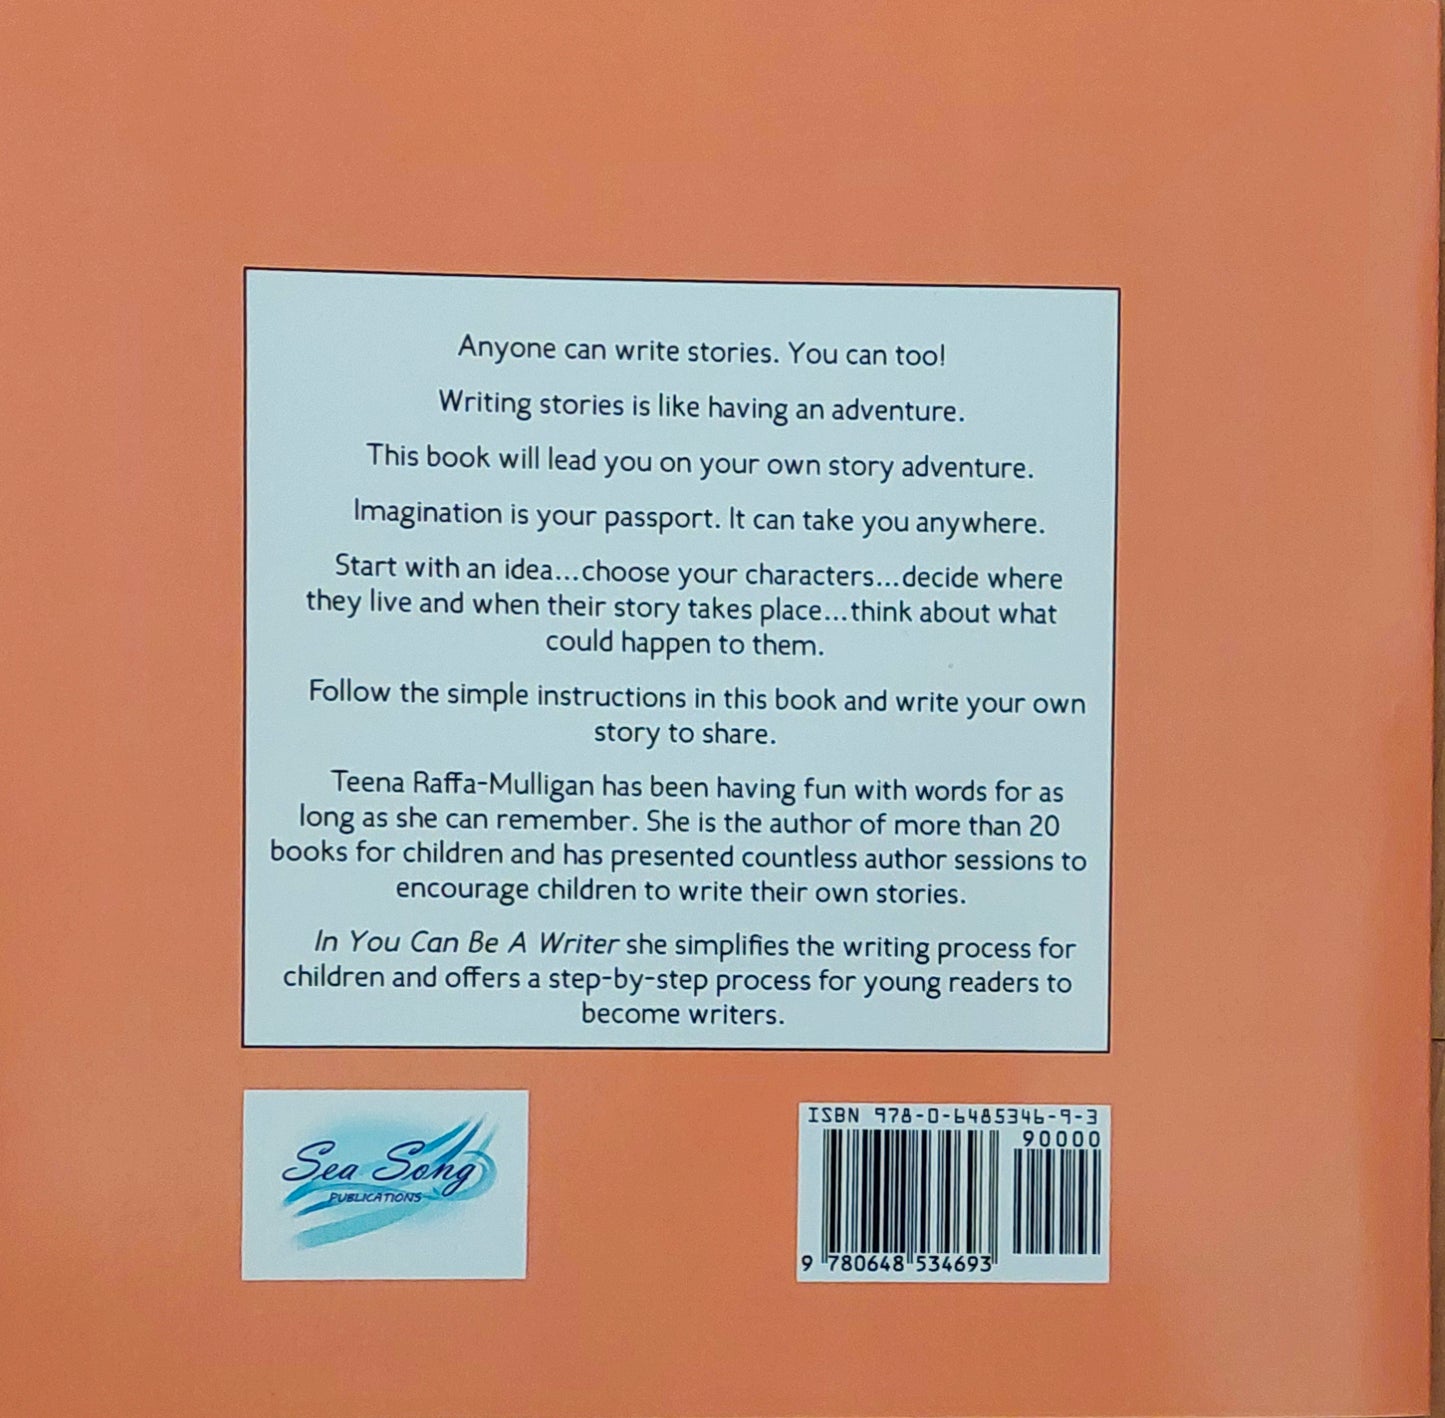 Anyone can write stories. You can too!
Writing stories is like having an adventure.
This book will lead you on your own story adventure.
Imagination is your passport. It can take you anywhere.
Start with an idea...choose your characters...decide where
they live and when their story takes place...think about what
could happen to them.
Follow the simple instructions in this book and write your own
story to share.
Teena Raffa-Mulligan has been having fun with words for as
long as she can remember. She is the author of more than 20
books for children and has presented countless author sessions to
encourage children to write their own stories.
In You Can Be A Writer she simplifies the writing process for
children and offers a step-by-step process for young readers to
become writers.
Sea Song
PUBLICATIONS
ISBN 978-0-6485346-9-3
90000
9 780648 534693